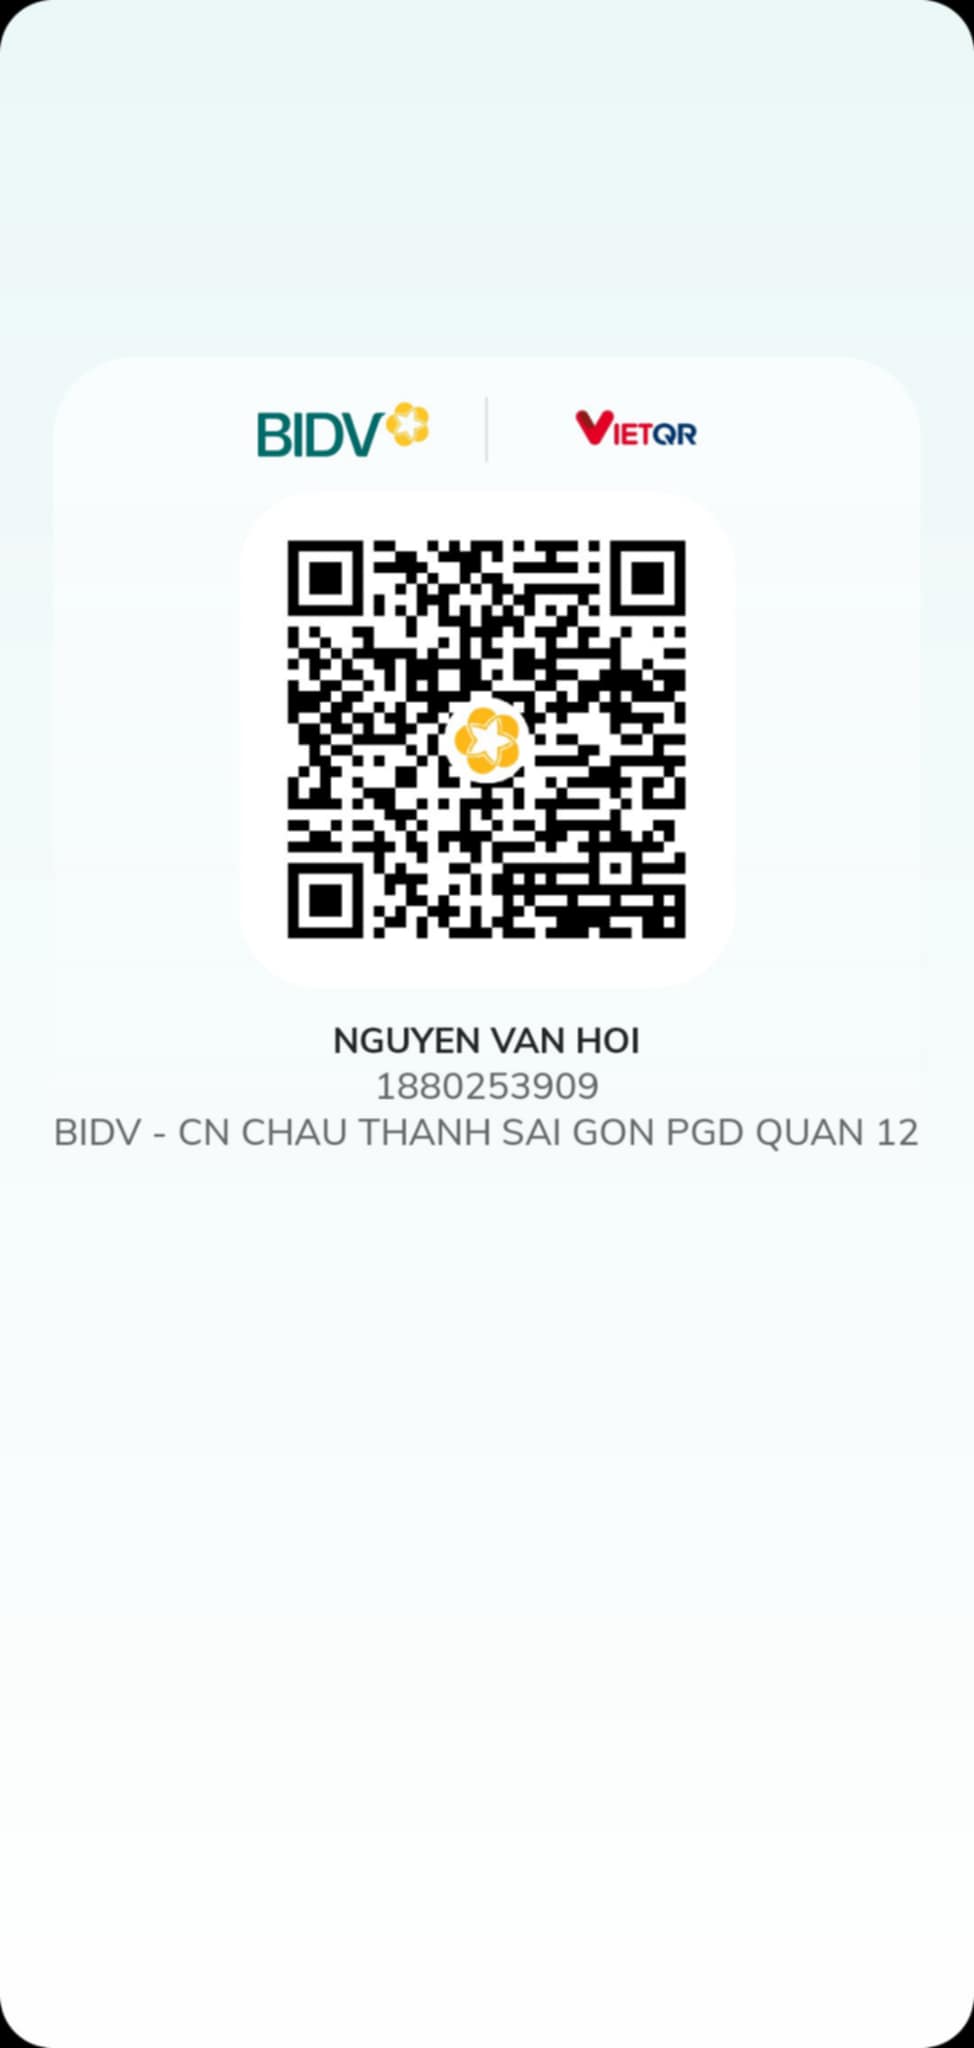 BIDV
VIETQR
NGUYEN VAN HOI
1880253909
BIDV - CN CHAU THANH SAI GON PGD QUAN 12